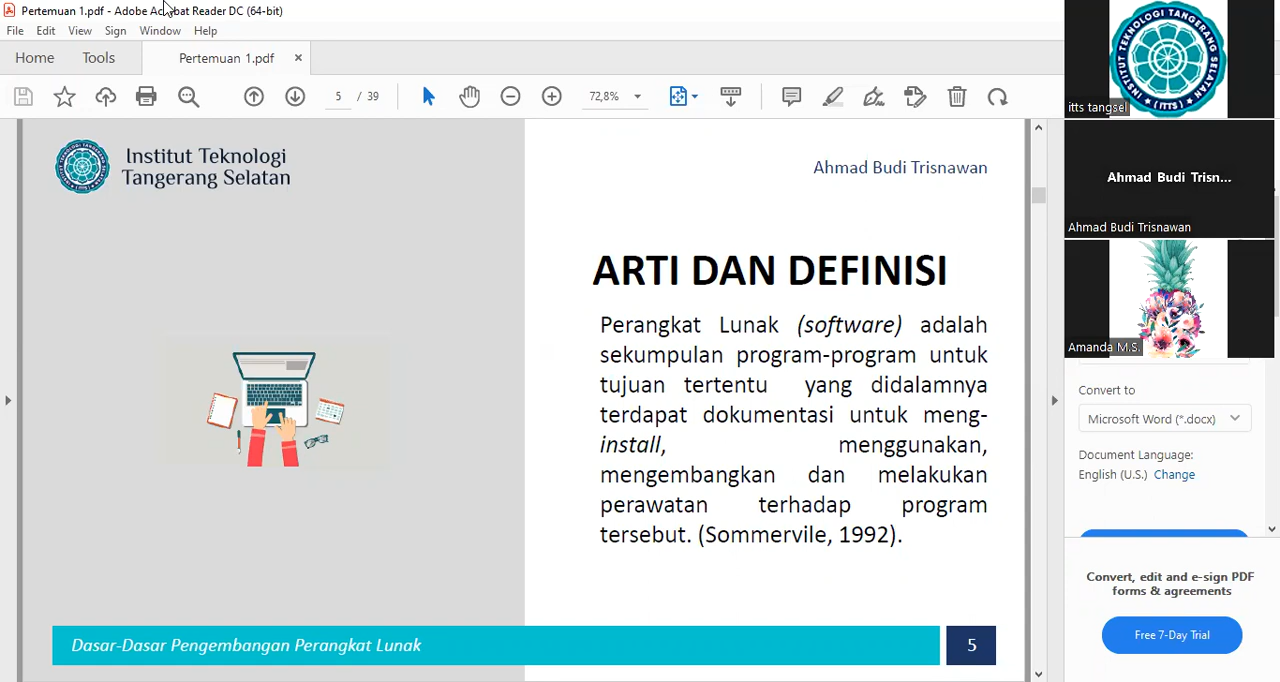 Pertemuan 1.pdf - Adobe Acrobat Reader DC (64-bit)
File Edit View Sign Window Help
Home Tools Pertemuan 1.pdf ×
5 / 39 72,8%
INSTITUT TEKNOLOGI TANGERANG SELATAN
(ITTS)
itts tangsel
Ahmad Budi Trisn...
Ahmad Budi Trisnawan
Amanda M.S.
Institut Teknologi
Tangerang Selatan
Ahmad Budi Trisnawan
ARTI DAN DEFINISI
Perangkat Lunak (software) adalah
sekumpulan program-program untuk
tujuan tertentu yang didalamnya
terdapat dokumentasi untuk meng-
install, menggunakan,
mengembangkan dan melakukan
perawatan terhadap program
tersebut. (Sommervile, 1992).
Dasar-Dasar Pengembangan Perangkat Lunak
5
Convert to
Microsoft Word (*.docx)
Document Language:
English (U.S.) Change
Convert, edit and e-sign PDF
forms & agreements
Free 7-Day Trial